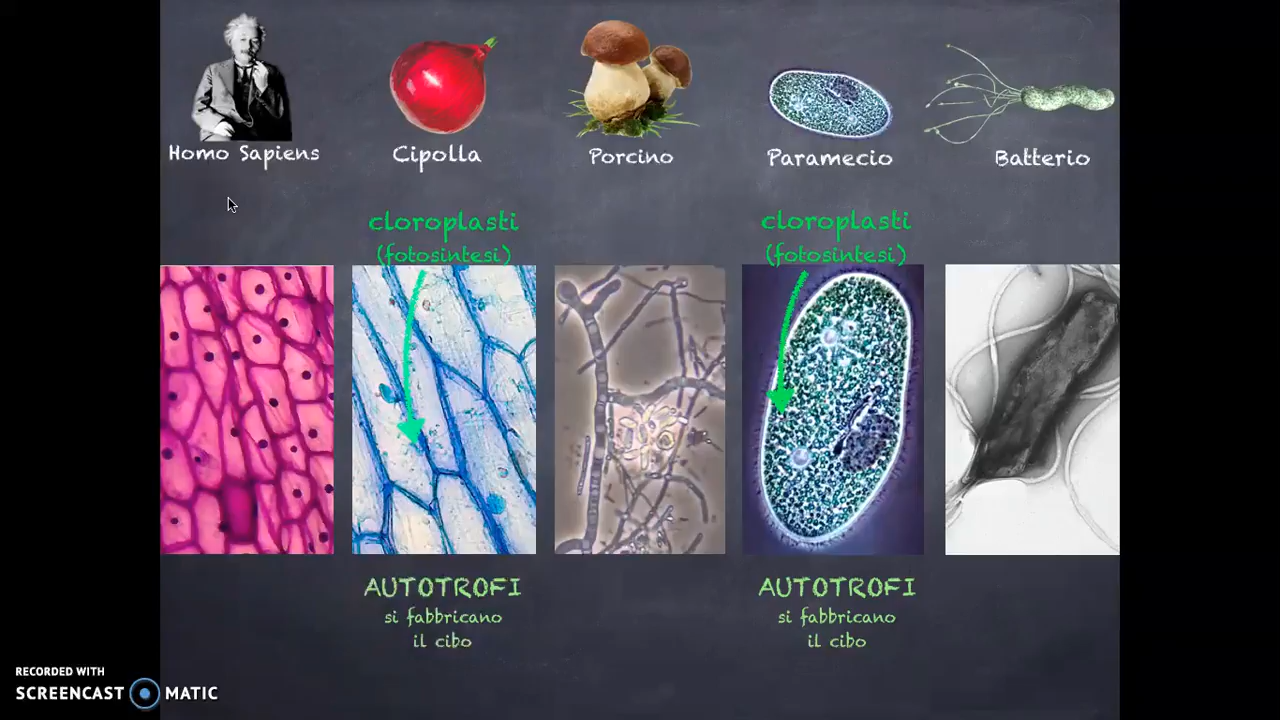 Homo Sapiens
Cipolla
Porcino
Paramecio
Batterio
cloroplasti
(fotosintesi)
cloroplasti
(fotosintesi)
AUTOTROFI
si fabbricano
il cibo
AUTOTROFI
si fabbricano
il cibo
RECORDED WITH
SCREENCAST MATIC